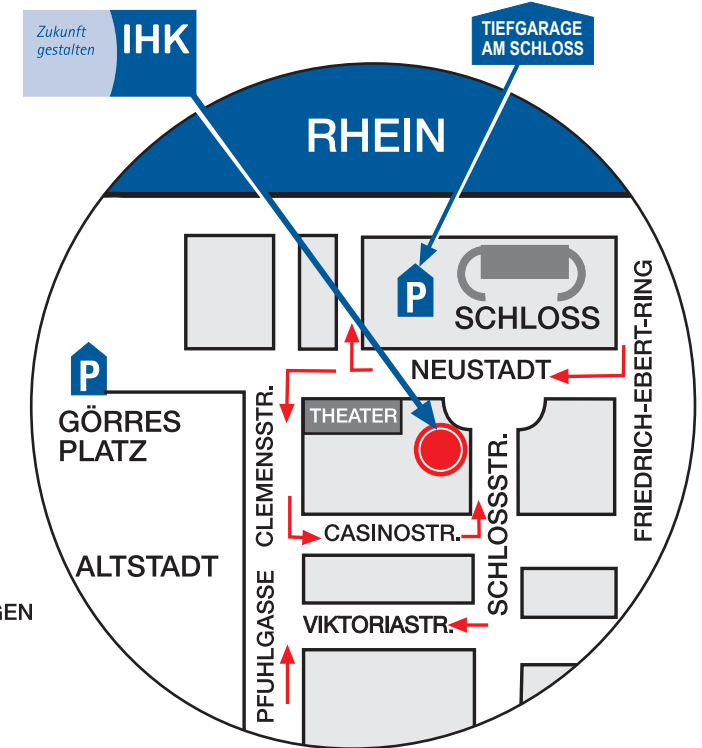 Zukunft
gestalten
IHK
TIEFGARAGE
AM SCHLOSS
RHEIN
P
SCHLOSS
NEUSTADT
FRIEDRICH-EBERT-RING
P
GÖRRES
PLATZ
THEATER
CLEMENSSTR.
SCHLOSSSTR.
CASINOSTR.
ALTSTADT
GEN
PFUHLGASSE
VIKTORIASTR.